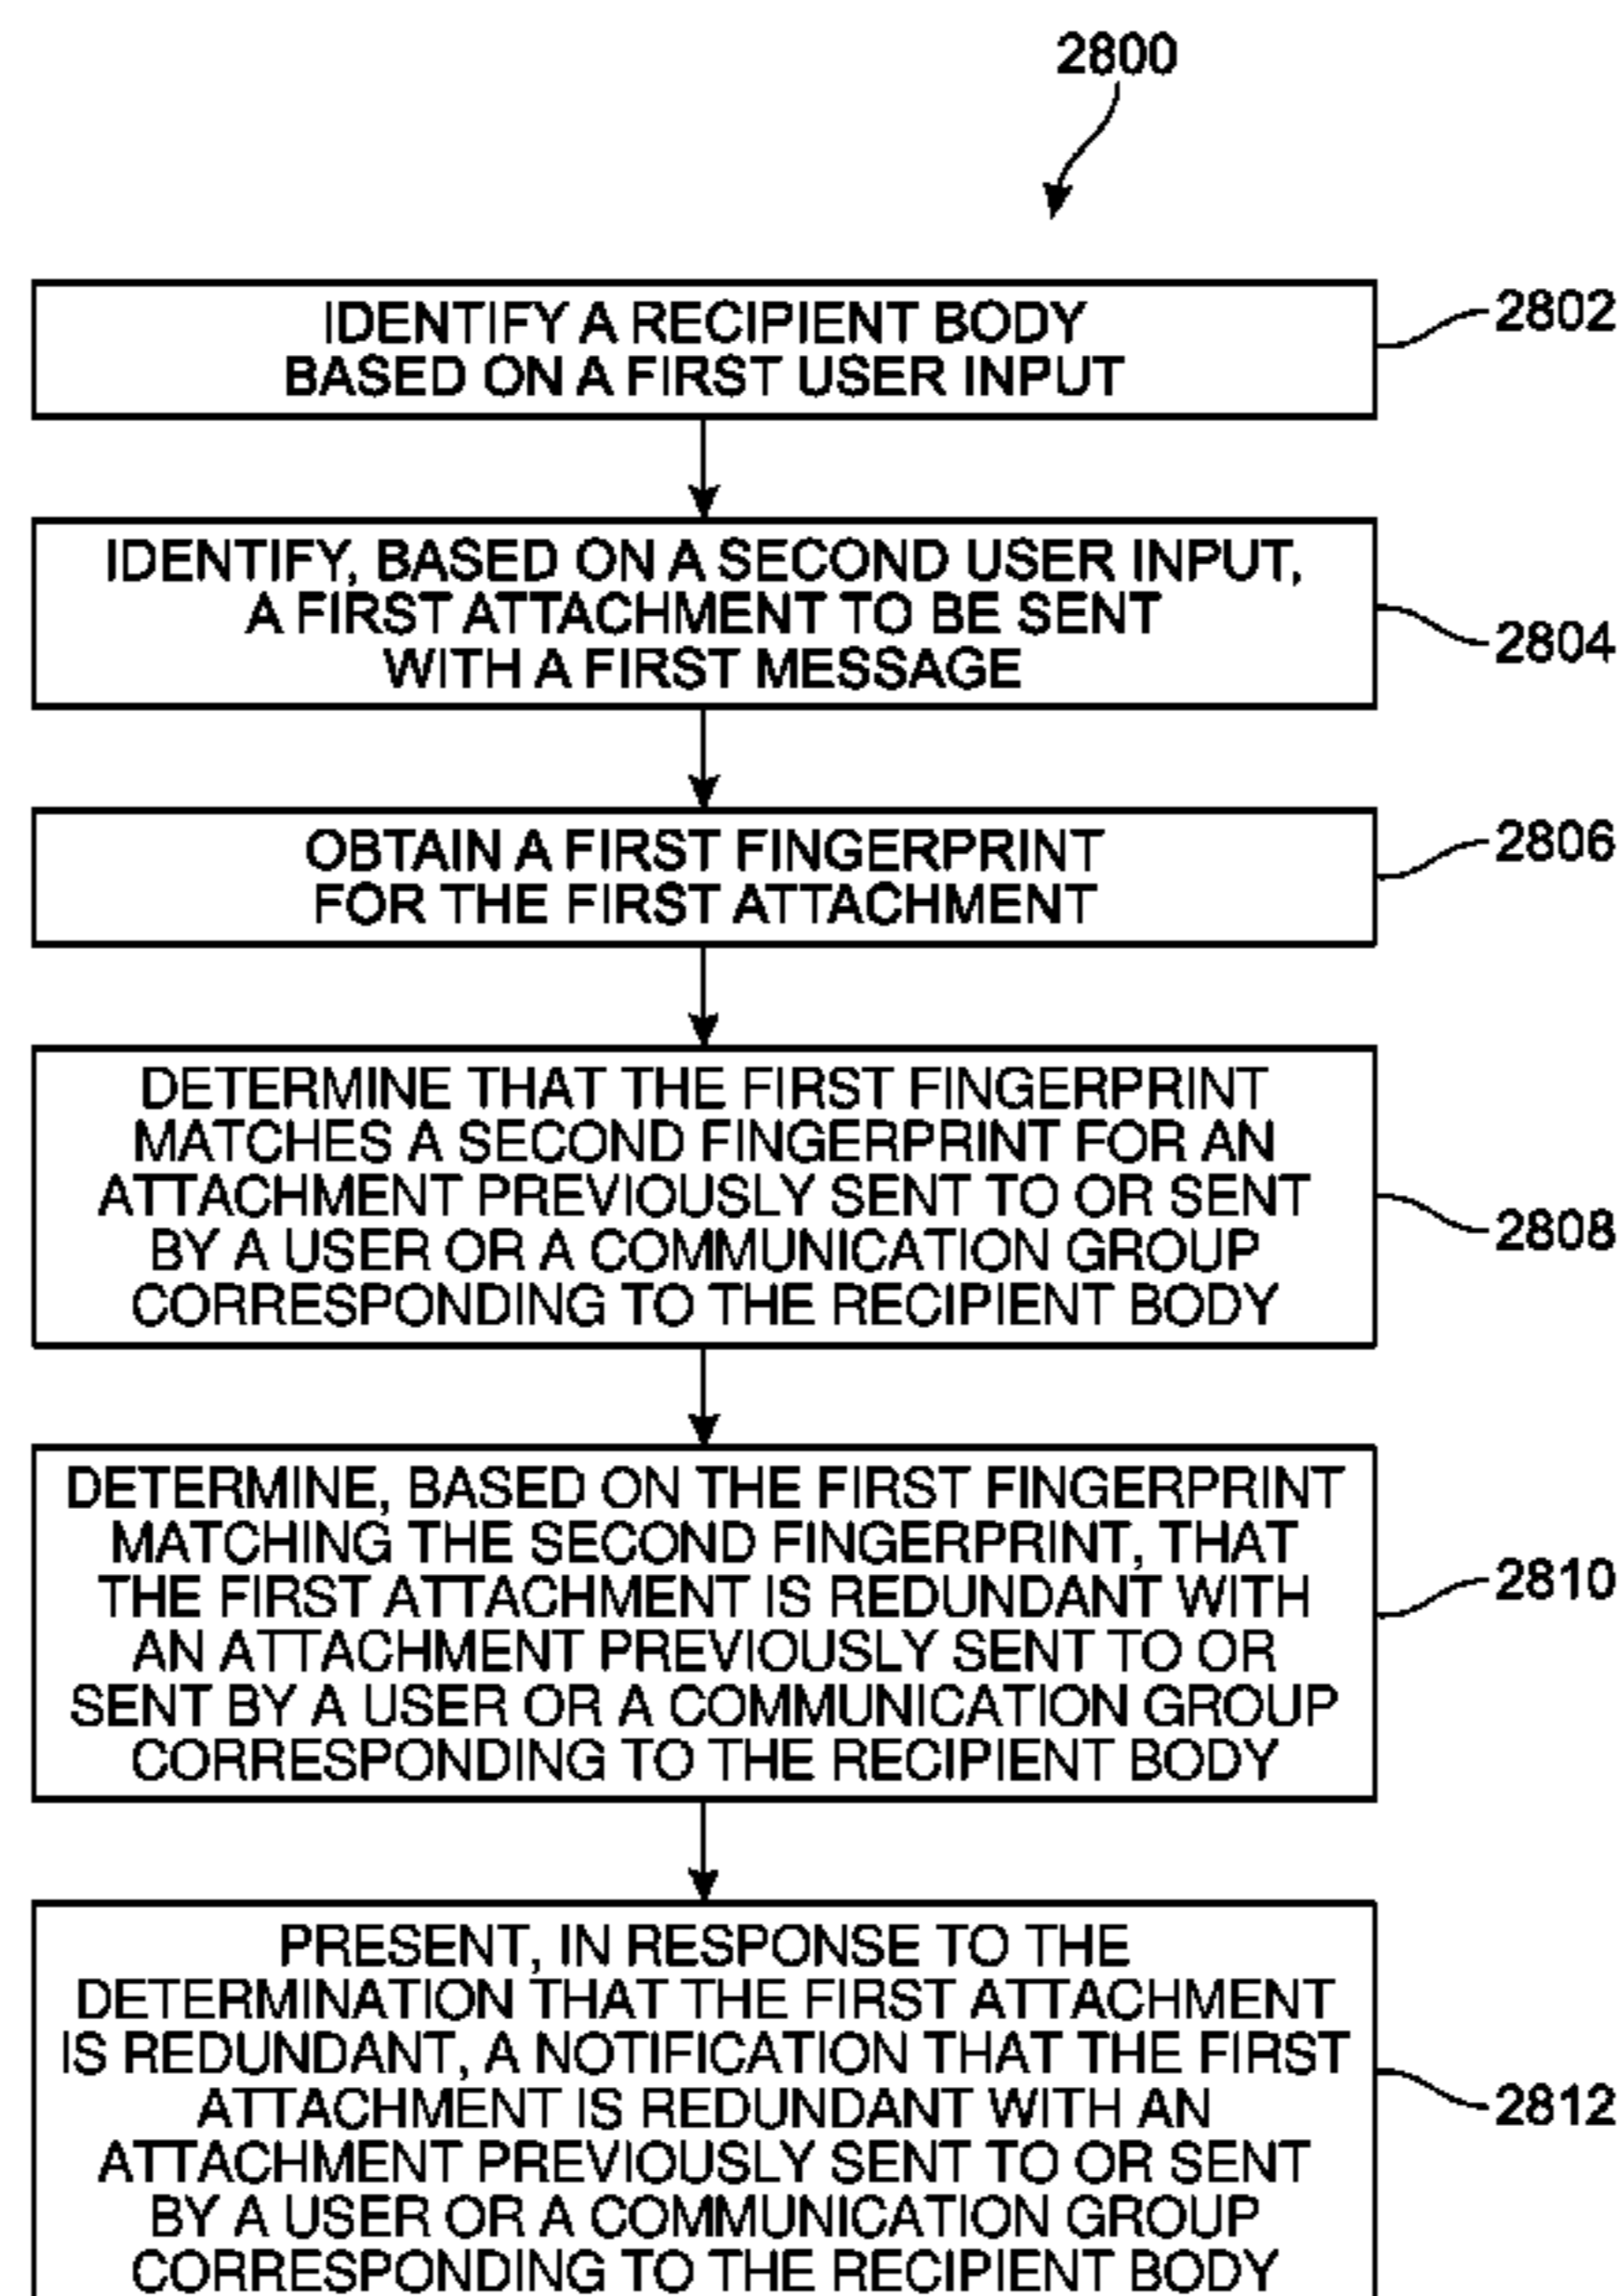 2800
IDENTIFY A RECIPIENT BODY
BASED ON A FIRST USER INPUT
2802
IDENTIFY, BASED ON A SECOND USER INPUT,
A FIRST ATTACHMENT TO BE SENT
WITH A FIRST MESSAGE
2804
OBTAIN A FIRST FINGERPRINT
FOR THE FIRST ATTACHMENT
2806
DETERMINE THAT THE FIRST FINGERPRINT
MATCHES A SECOND FINGERPRINT FOR AN
ATTACHMENT PREVIOUSLY SENT TO OR SENT
BY A USER OR A COMMUNICATION GROUP
CORRESPONDING TO THE RECIPIENT BODY
2808
DETERMINE, BASED ON THE FIRST FINGERPRINT
MATCHING THE SECOND FINGERPRINT, THAT
THE FIRST ATTACHMENT IS REDUNDANT WITH
AN ATTACHMENT PREVIOUSLY SENT TO OR
SENT BY A USER OR A COMMUNICATION GROUP
CORRESPONDING TO THE RECIPIENT BODY
2810
PRESENT, IN RESPONSE TO THE
DETERMINATION THAT THE FIRST ATTACHMENT
IS REDUNDANT, A NOTIFICATION THAT THE FIRST
ATTACHMENT IS REDUNDANT WITH AN
ATTACHMENT PREVIOUSLY SENT TO OR SENT
BY A USER OR A COMMUNICATION GROUP
CORRESPONDING TO THE RECIPIENT BODY
2812